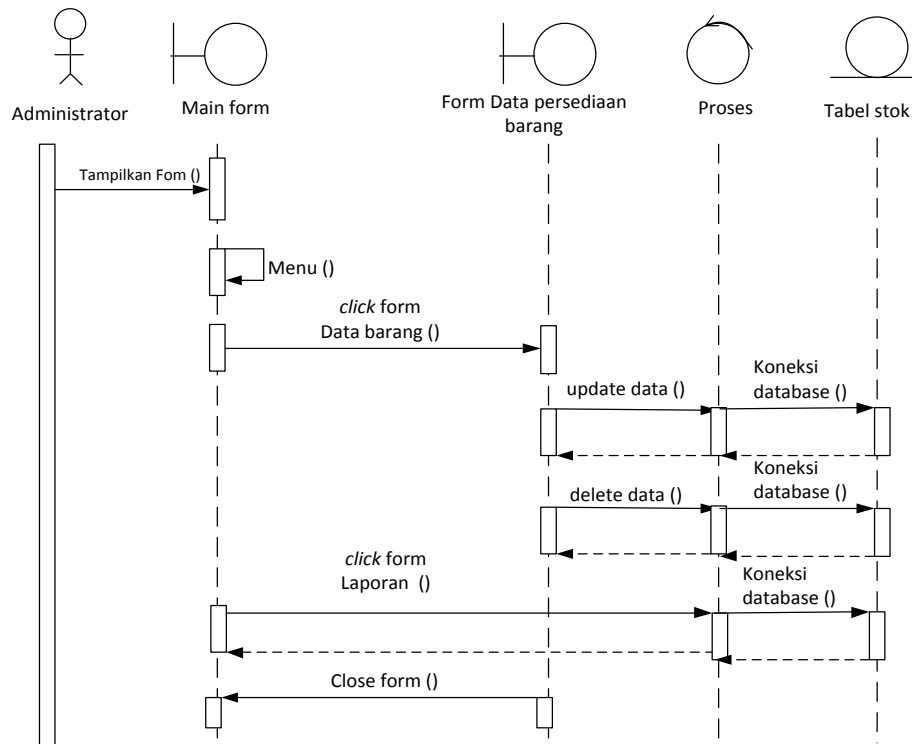 Administrator
Main form
Form Data persediaan
barang
Proses
Tabel stok
Tampilkan Fom ()
Menu ()
click form
Data barang ()
update data ()
Koneksi
database ()
delete data ()
Koneksi
database ()
click form
Laporan ()
Koneksi
database ()
Close form ()